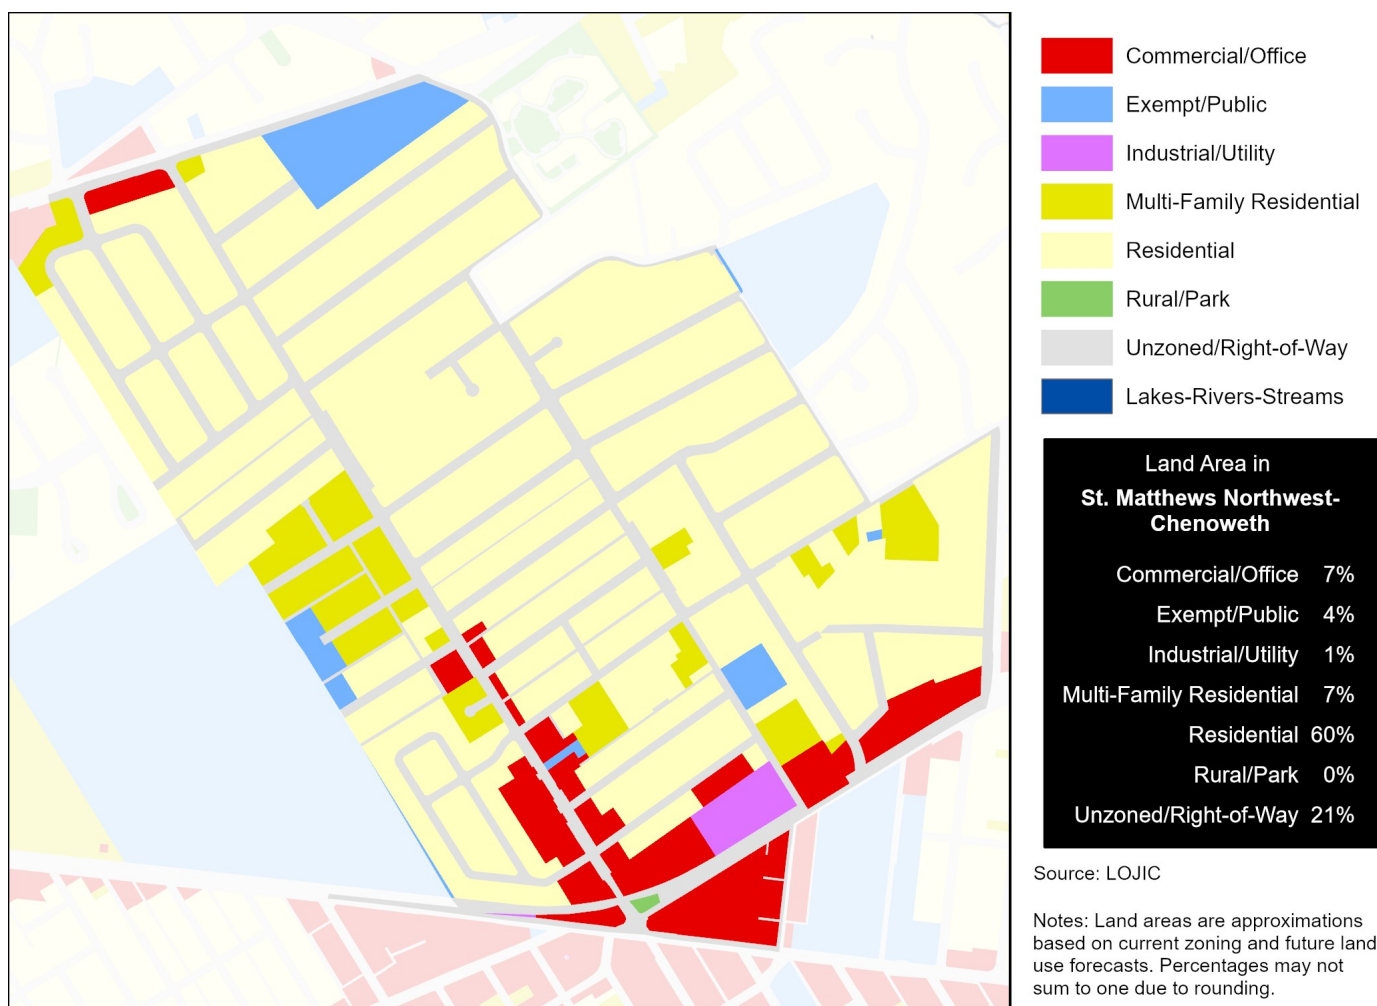 Commercial/Office
Exempt/Public
Industrial/Utility
Multi-Family Residential
Residential
Rural/Park
Unzoned/Right-of-Way
Lakes-Rivers-Streams
Land Area in
St. Matthews Northwest-
Chenoweth
Commercial/Office 7%
Exempt/Public 4%
Industrial/Utility 1%
Multi-Family Residential 7%
Residential 60%
Rural/Park 0%
Unzoned/Right-of-Way 21%
Source: LOJIC
Notes: Land areas are approximations
based on current zoning and future land
use forecasts. Percentages may not
sum to one due to rounding.